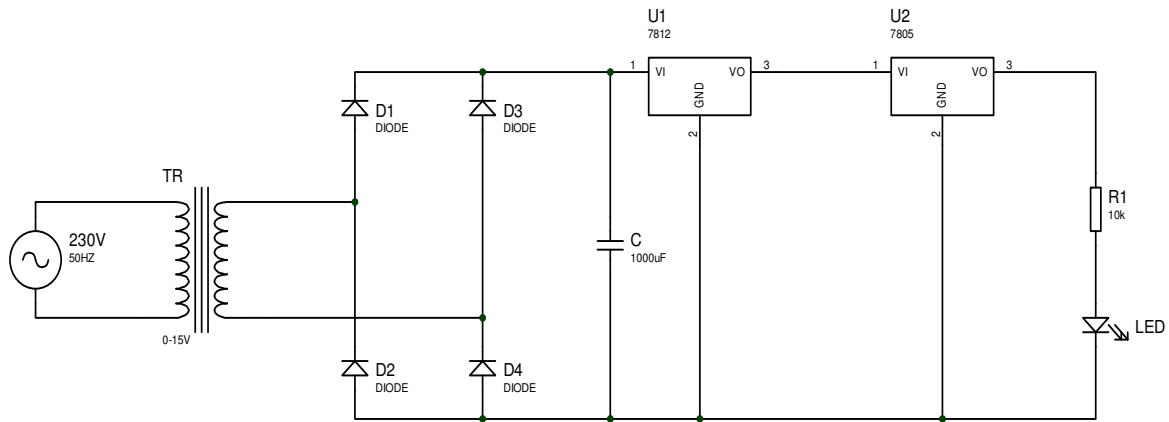 U1
7812
U2
7805
1
VI
VO
3
GND
2
1
VI
VO
3
GND
2
D1
DIODE
D3
DIODE
TR
230V
50HZ
0-15V
C
1000uF
R1
10k
LED
D2
DIODE
D4
DIODE